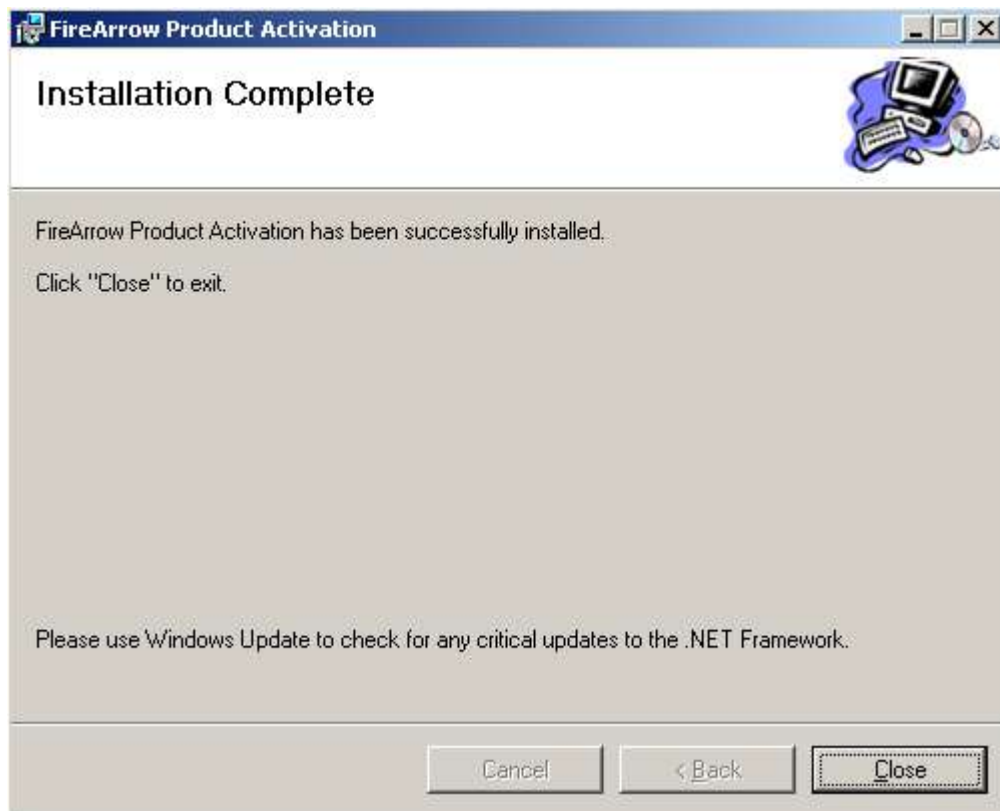 FireArrow Product Activation
Installation Complete
FireArrow Product Activation has been successfully installed.
Click "Close" to exit.
Please use Windows Update to check for any critical updates to the .NET Framework.
Cancel
< Back
Close